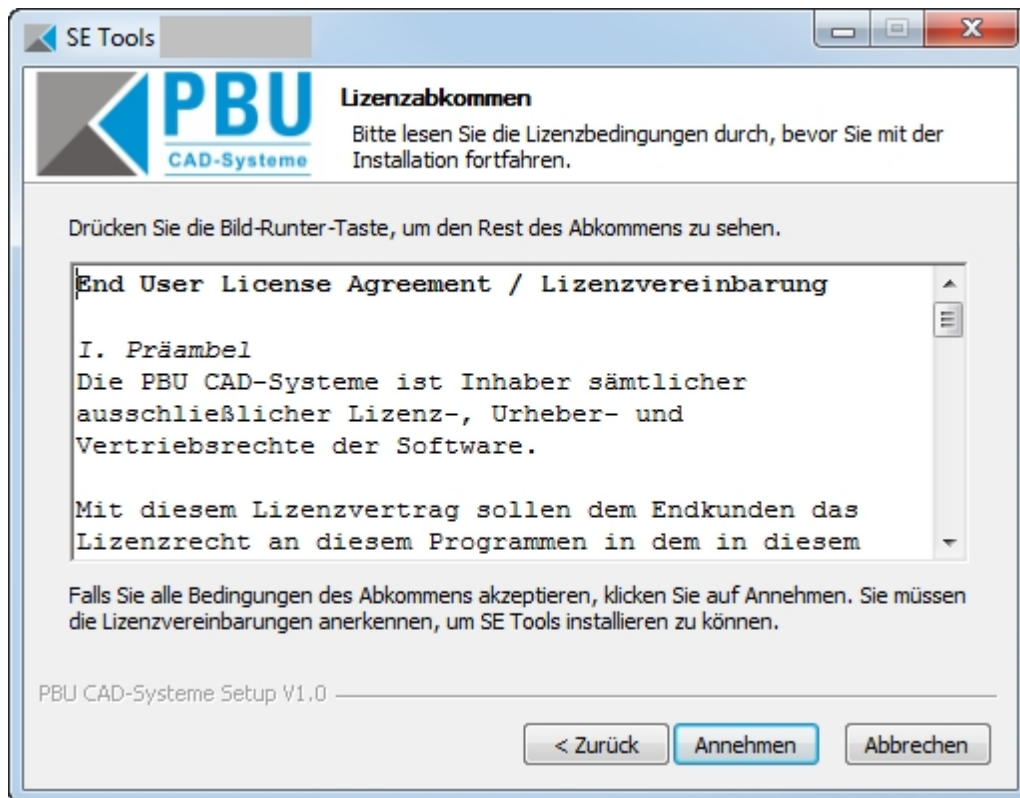 SE Tools
PBU
CAD-Systeme
Lizenzabkommen
Bitte lesen Sie die Lizenzbedingungen durch, bevor Sie mit der
Installation fortfahren.
Drücken Sie die Bild-Runter-Taste, um den Rest des Abkommens zu sehen.
End User License Agreement / Lizenzvereinbarung
I. Präambel
Die PBU CAD-Systeme ist Inhaber sämtlicher
ausschließlicher Lizenz-, Urheber- und
Vertriebsrechte der Software.
Mit diesem Lizenzvertrag sollen dem Endkunden das
Lizenzrecht an diesem Programmen in dem in diesem
Falls Sie alle Bedingungen des Abkommens akzeptieren, klicken Sie auf Annehmen. Sie müssen
die Lizenzvereinbarungen anerkennen, um SE Tools installieren zu können.
PBU CAD-Systeme Setup V1.0
< Zurück Annehmen Abbrechen